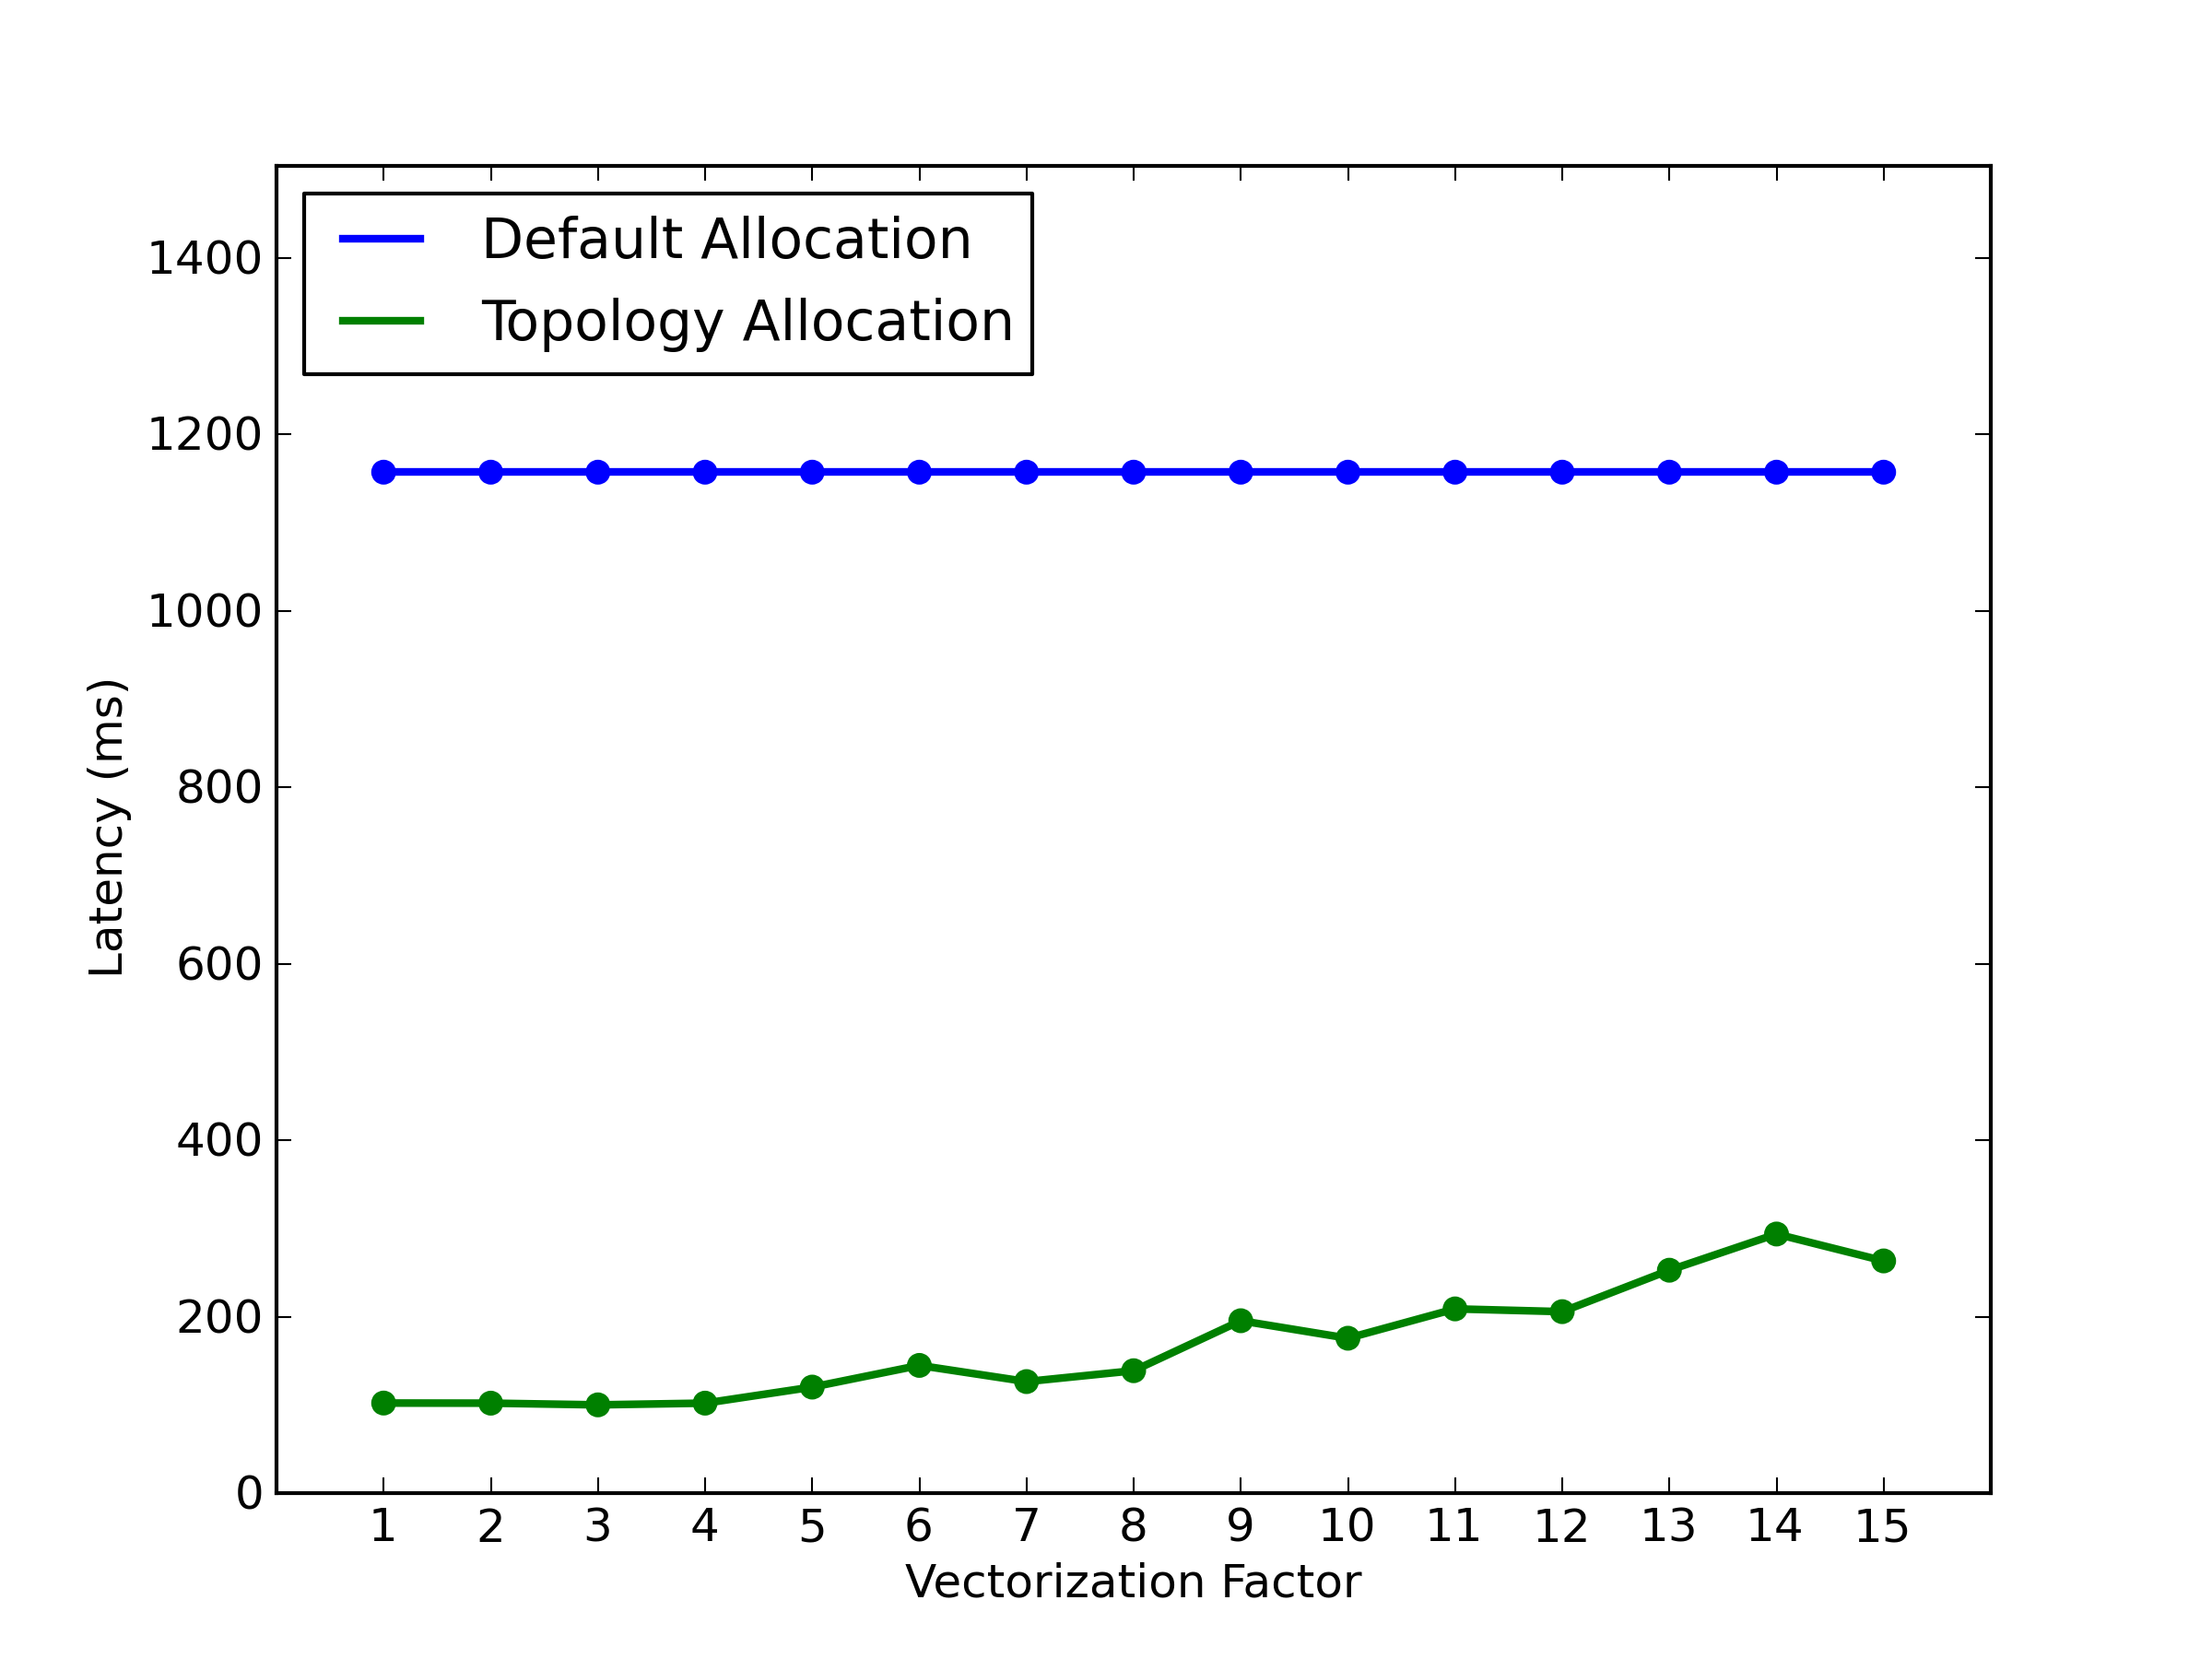 Default Allocation
Topology Allocation
1400
1200
1000
800
600
400
200
0
Latency (ms)
1 2 3 4 5 6 7 8 9 10 11 12 13 14 15
Vectorization Factor